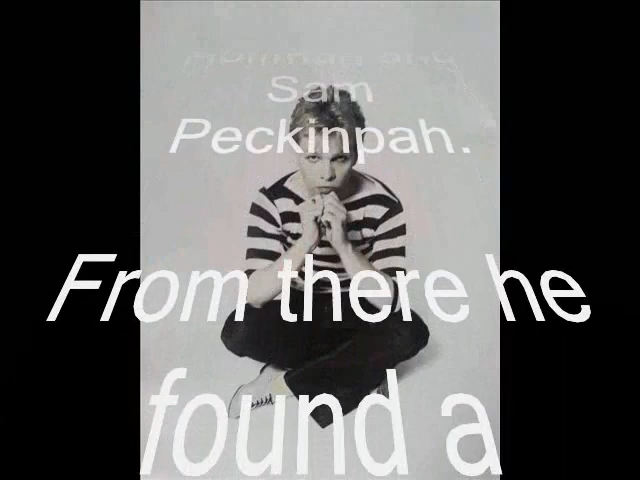 Sam
Peckinpah.
From there he
found a